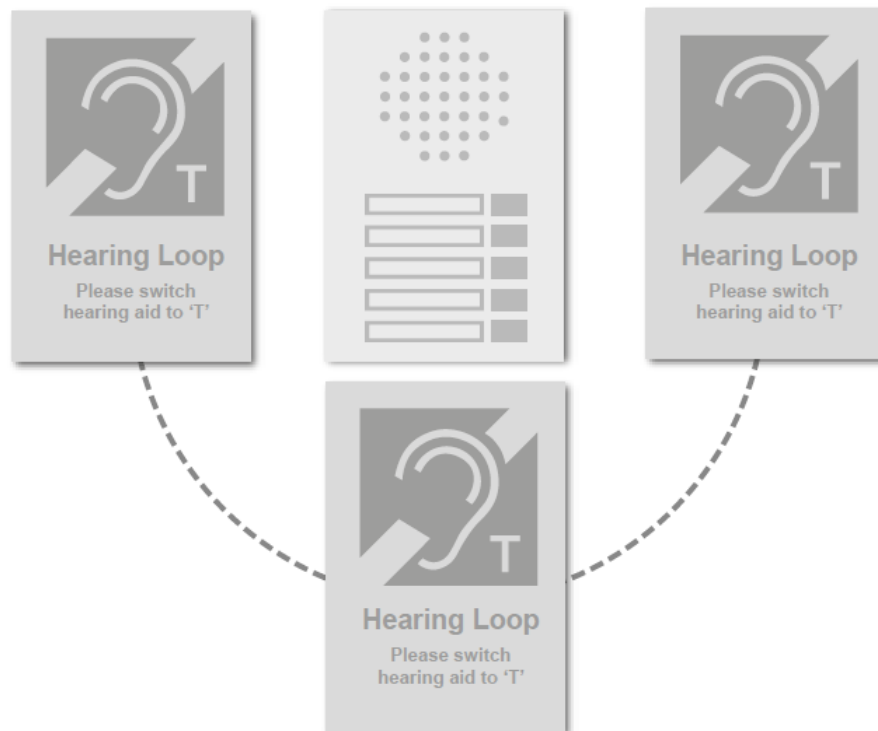 T
Hearing Loop
Please switch
hearing aid to ‘T’
T
Hearing Loop
Please switch
hearing aid to ‘T’
T
Hearing Loop
Please switch
hearing aid to ‘T’